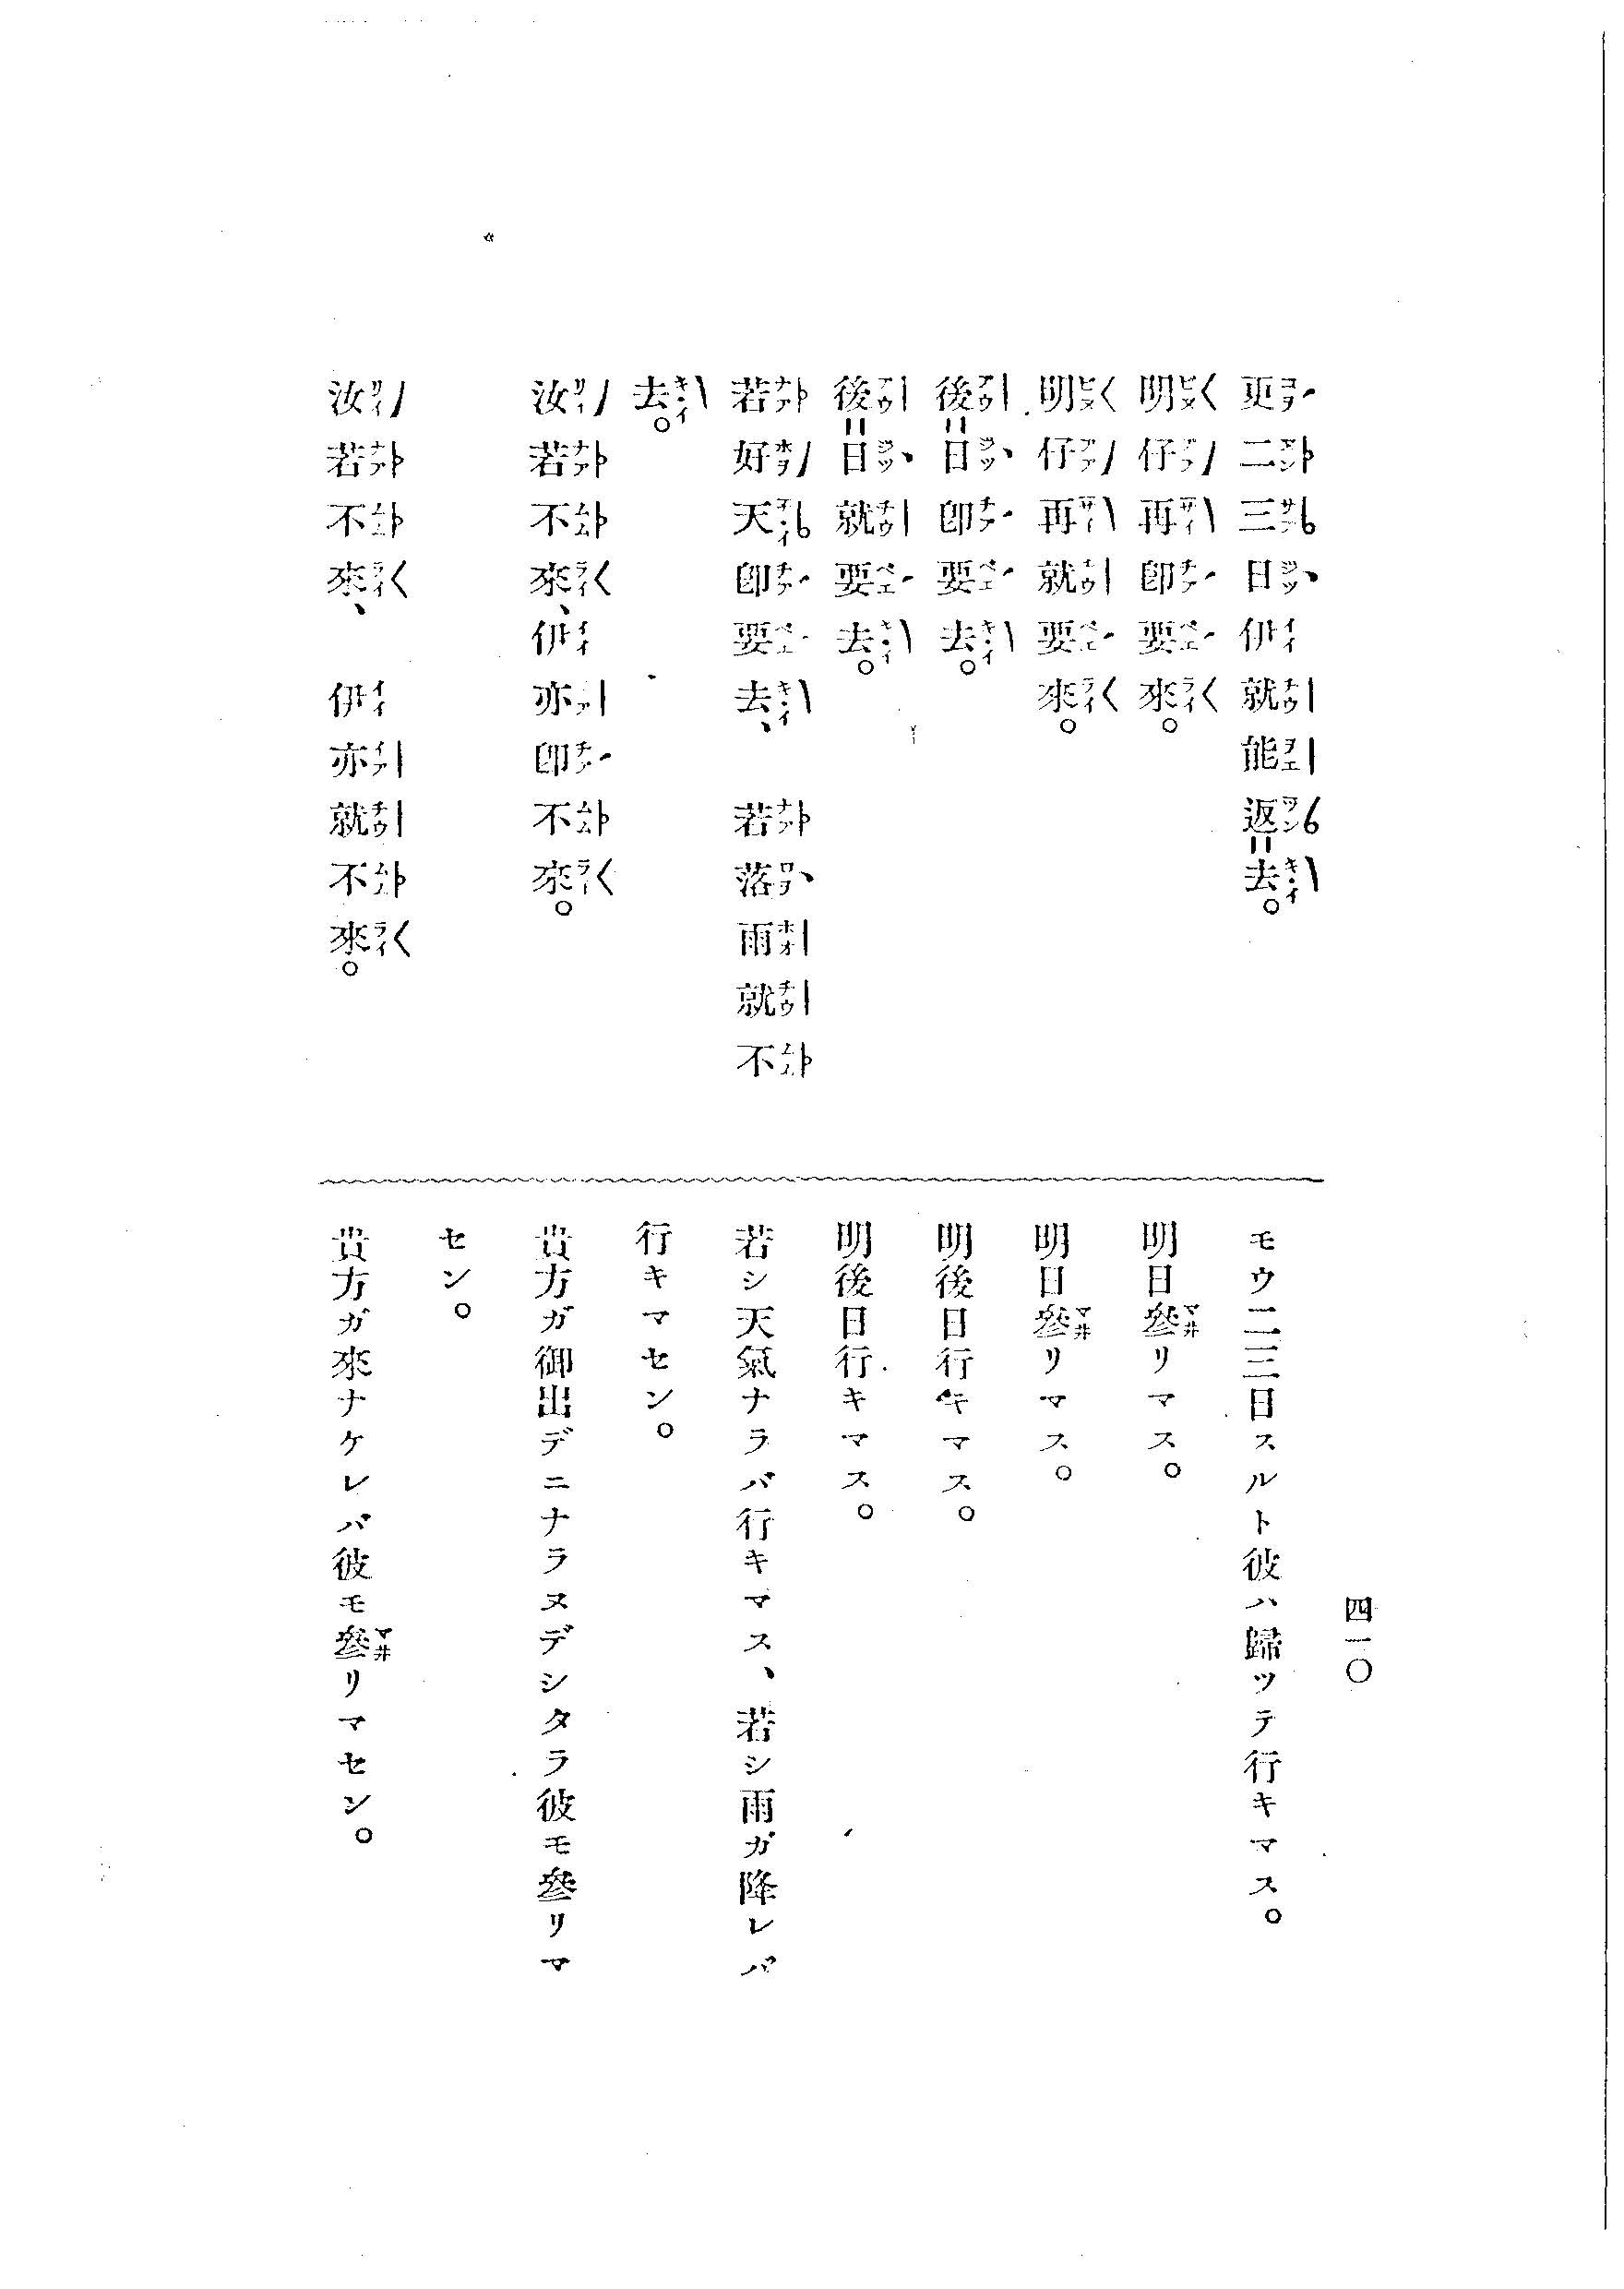 更二三日伊就能返=去。
明仔再卽要來。
明仔再就要來。
後=日卽要去。
後=日就要去。
若好天卽要去、若落雨就不
去。
汝若不來、伊亦卽不來。
汝若不來、伊亦就不來。
モウ二三日スルト彼ハ歸ツテ行キマス。
明日參リマス。
明日參リマス。
明後日行キマス。
明後日行キマス。
若シ天氣ナラバ行キマス、若シ雨ガ降レバ
行キマセン。
貴方ガ御出デニナラヌデシタラ彼モ參リマ
セン。
貴方ガ來ナケレバ彼モ參リマセン。
四一〇